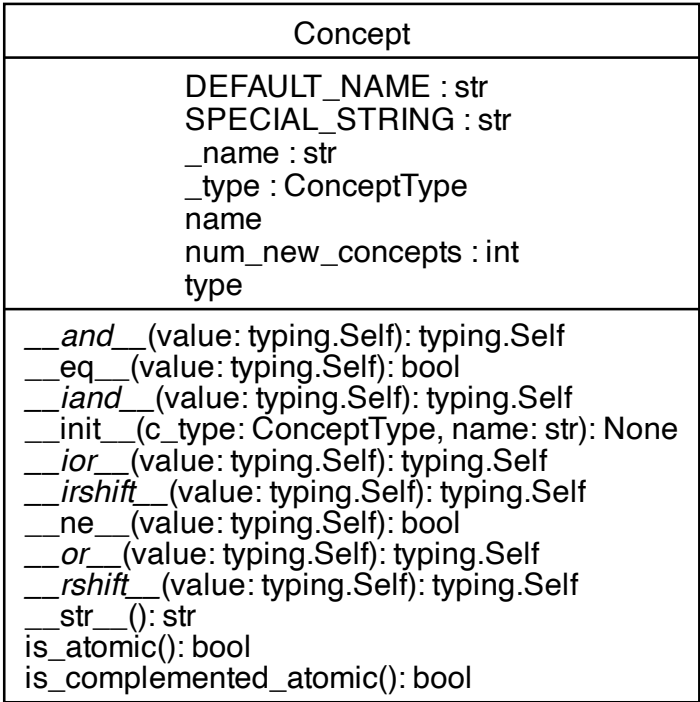 Concept
DEFAULT_NAME : str
SPECIAL_STRING : str
_name : str
_type : ConceptType
name
num_new_concepts : int
type
__and__(value: typing.Self): typing.Self
__eq__(value: typing.Self): bool
__iand__(value: typing.Self): typing.Self
__init__(c_type: ConceptType, name: str): None
__ior__(value: typing.Self): typing.Self
__irshift__(value: typing.Self): typing.Self
__ne__(value: typing.Self): bool
__or__(value: typing.Self): typing.Self
__rshift__(value: typing.Self): typing.Self
__str__(): str
is_atomic(): bool
is_complemented_atomic(): bool